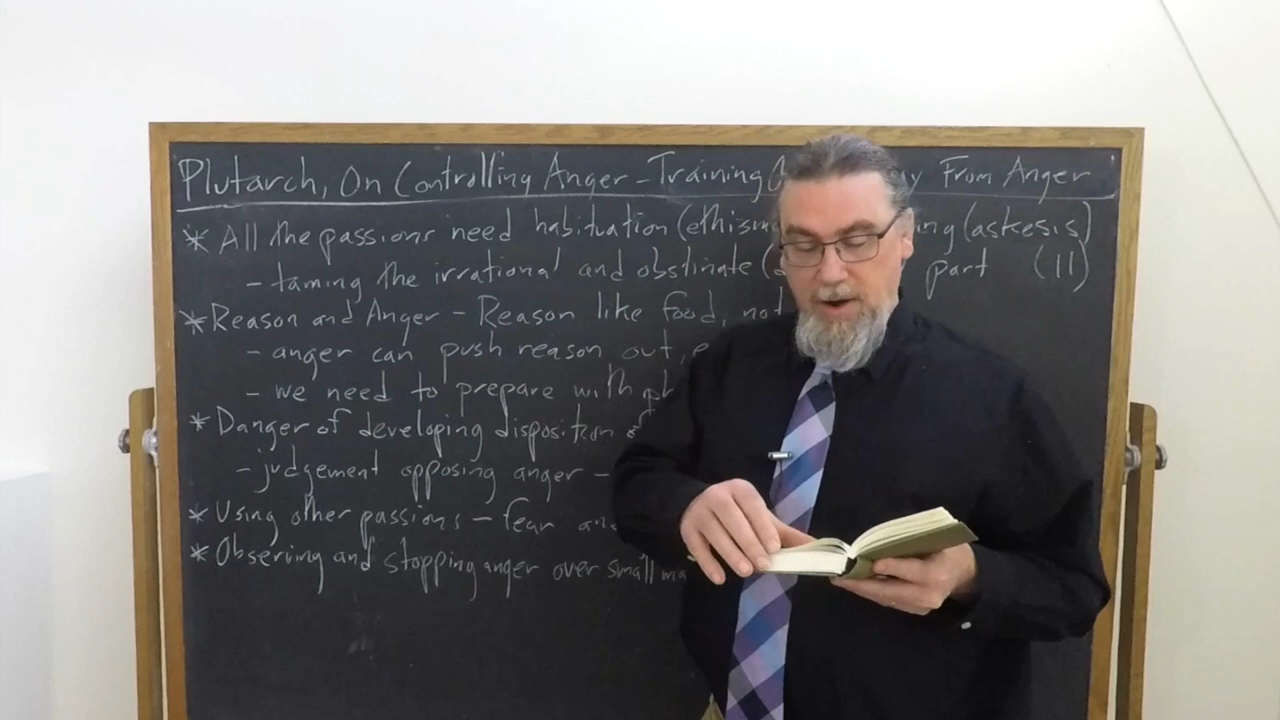 Plutarch, On Controlling Anger - Training From Anger
* All the passions need habituation (askesis)
- taming the irrational and obstinate part (11)
* Reason and Anger - Reason like food, not
- anger can push reason out,
- we need to prepare with
* Danger of developing disposition
- judgement opposing anger -
* Using other passions - fear and
* Observing and stopping anger over small